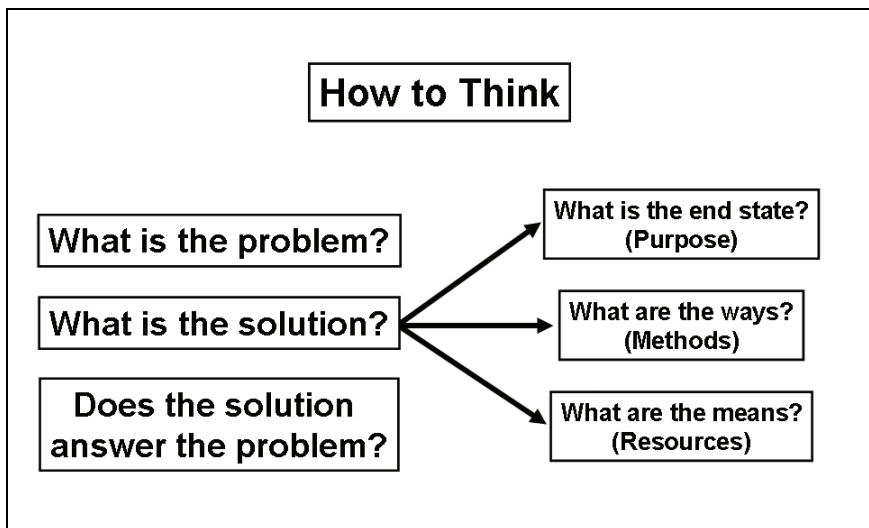 How to Think
What is the problem?
What is the solution?
Does the solution
answer the problem?
What is the end state?
(Purpose)
What are the ways?
(Methods)
What are the means?
(Resources)